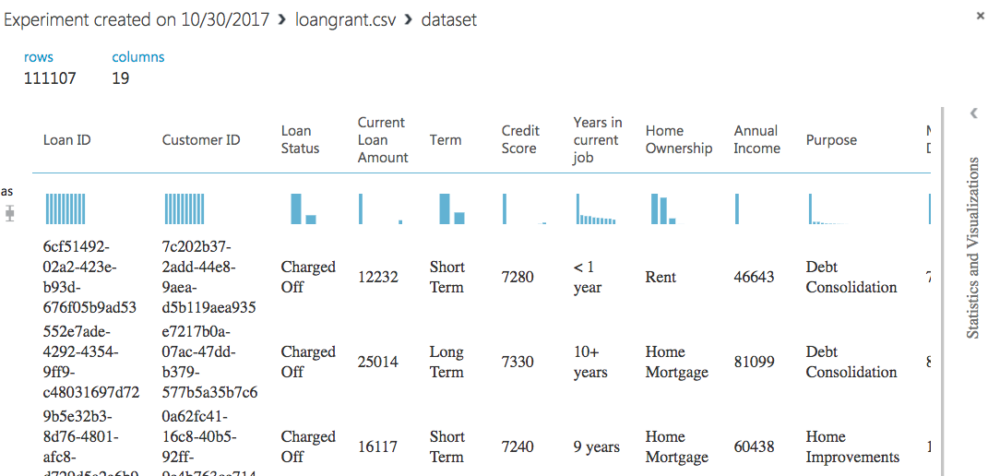 Experiment created on 10/30/2017 › loangrant.csv › dataset
rows columns
111107 19
Loan ID Customer ID Loan Status Current Loan Amount Term Credit Score Years in current job Home Ownership Annual Income Purpose
as
6cf51492-02a2-423e-b93d-676f05b9ad53 7c202b37-2add-44e8-9aea-d5b119aea935 Charged Off 12232 Short Term 7280 < 1 year Rent 46643 Debt Consolidation
552e7ade-4292-4354-9ff9-c48031697d72 e7217b0a-07ac-47dd-b379-577b5a35b7c6 Charged Off 25014 Long Term 7330 10+ years Home Mortgage 81099 Debt Consolidation
9b5e32b3-8d76-4801-afc8- 0a62fc41-16c8-40b5-92ff- Charged Off 16117 Short Term 7240 9 years Home Mortgage 60438 Home Improvements
Statistics and Visualizations